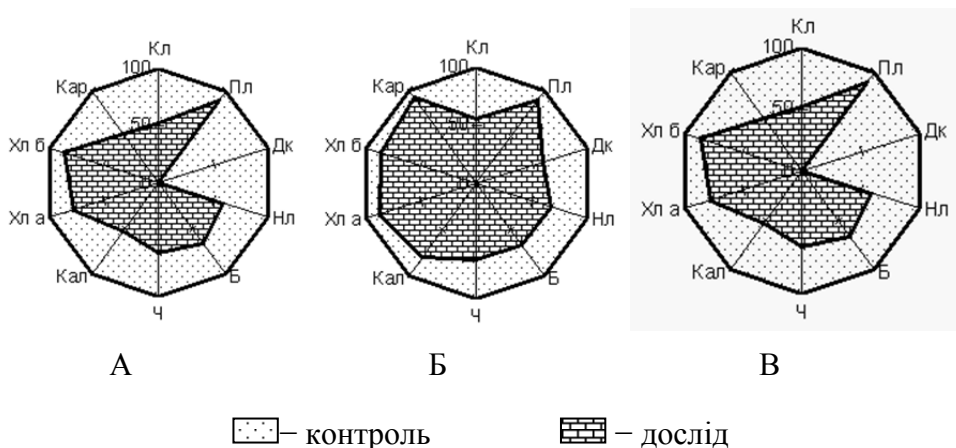 Кл Кл Кл
100 100 100
Кар Пл Кар Пл Кар Пл
50 50 50
Хл б Дк Хл б Дк Хл б Дк
Хл а Нл Хл а Нл Хл а Нл
Кал Б Кал Б Кал Б
Ч Ч Ч
А Б В
– контроль – дослід